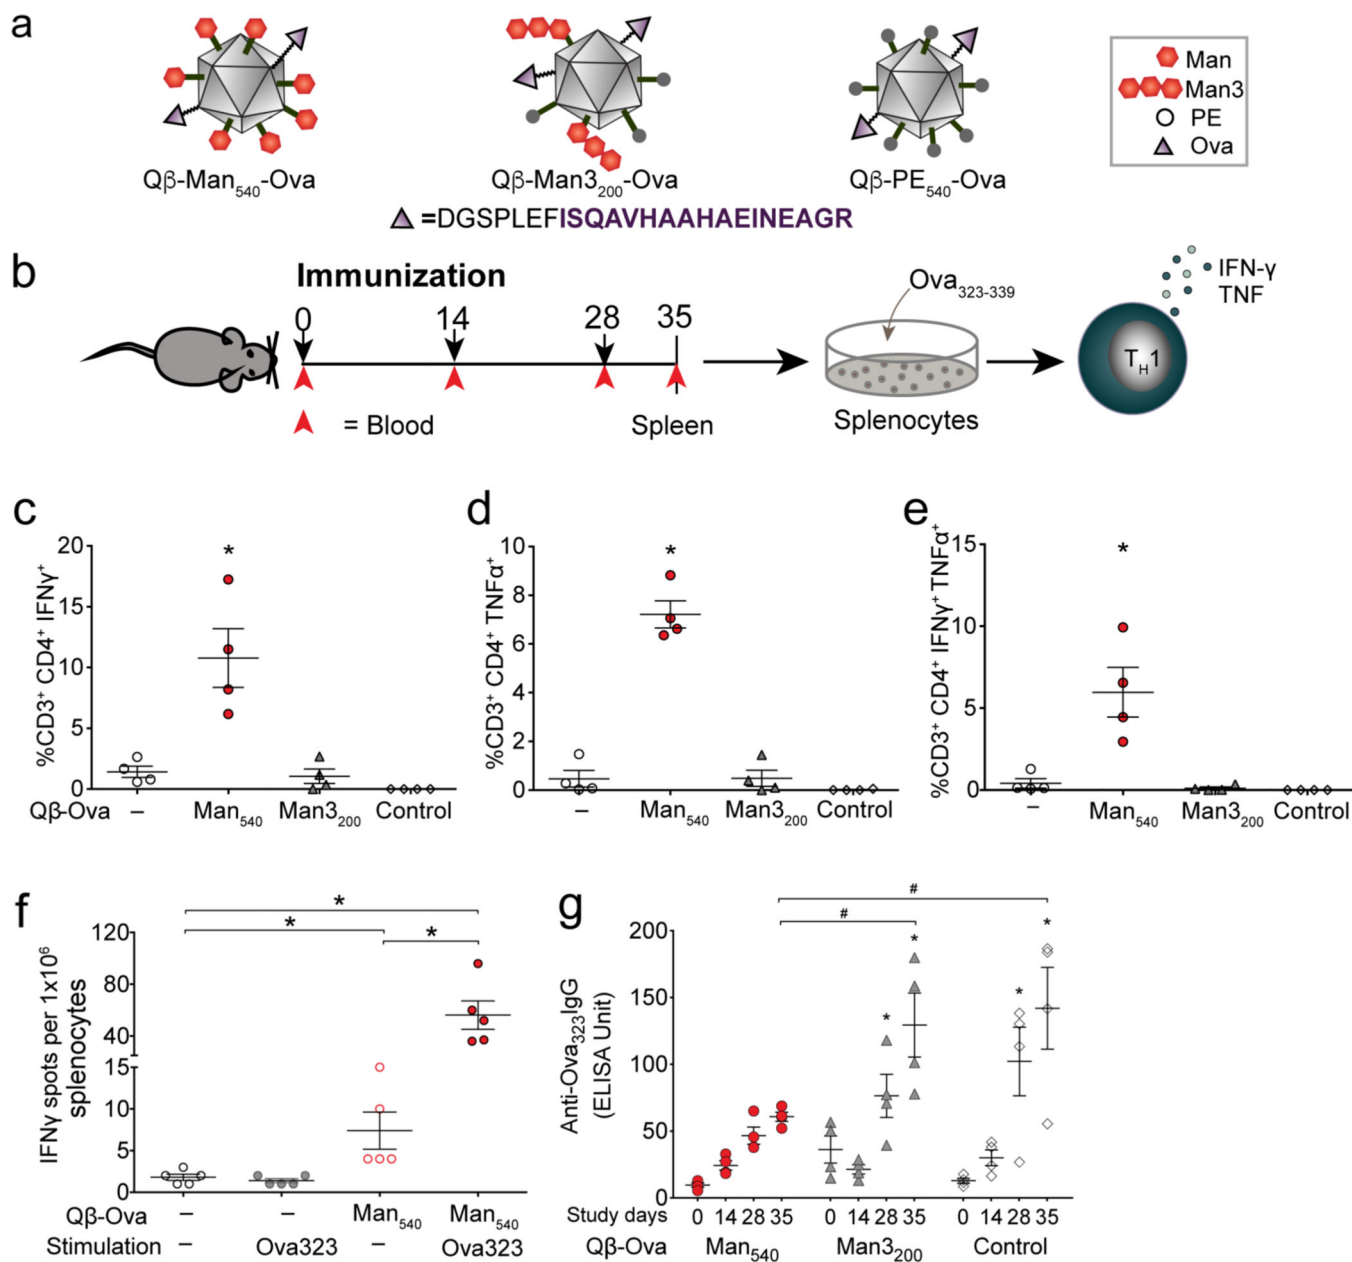 a
Man
Man3
PE
Ova
Qβ-Man540-Ova
Qβ-Man3200-Ova
Qβ-PE540-Ova
=DGSPLEFISQAVHAAHAEINEAGR
b
Immunization
0 14 28 35
= Blood
Spleen
Ova323-339
Splenocytes
IFN-γ
TNF
TH1
c
%CD3+ CD4+ IFNγ+
20
15
10
5
0
*
Qβ-Ova – Man540 Man3200 Control
d
%CD3+ CD4+ TNFα+
10
8
6
4
2
0
*
– Man540 Man3200 Control
e
%CD3+ CD4+ IFNγ+ TNFα+
15
10
5
0
*
– Man540 Man3200 Control
f
IFNγ spots per 1x106
splenocytes
120
80
40
15
10
5
0
*
*
*
Qβ-Ova – – Man540 Man540
Stimulation – Ova323 – Ova323
g
Anti-Ova323IgG
(ELISA Unit)
200
150
100
50
0
#
#
* * * *
Study days 0 14 28 35 0 14 28 35 0 14 28 35
Qβ-Ova Man540 Man3200 Control